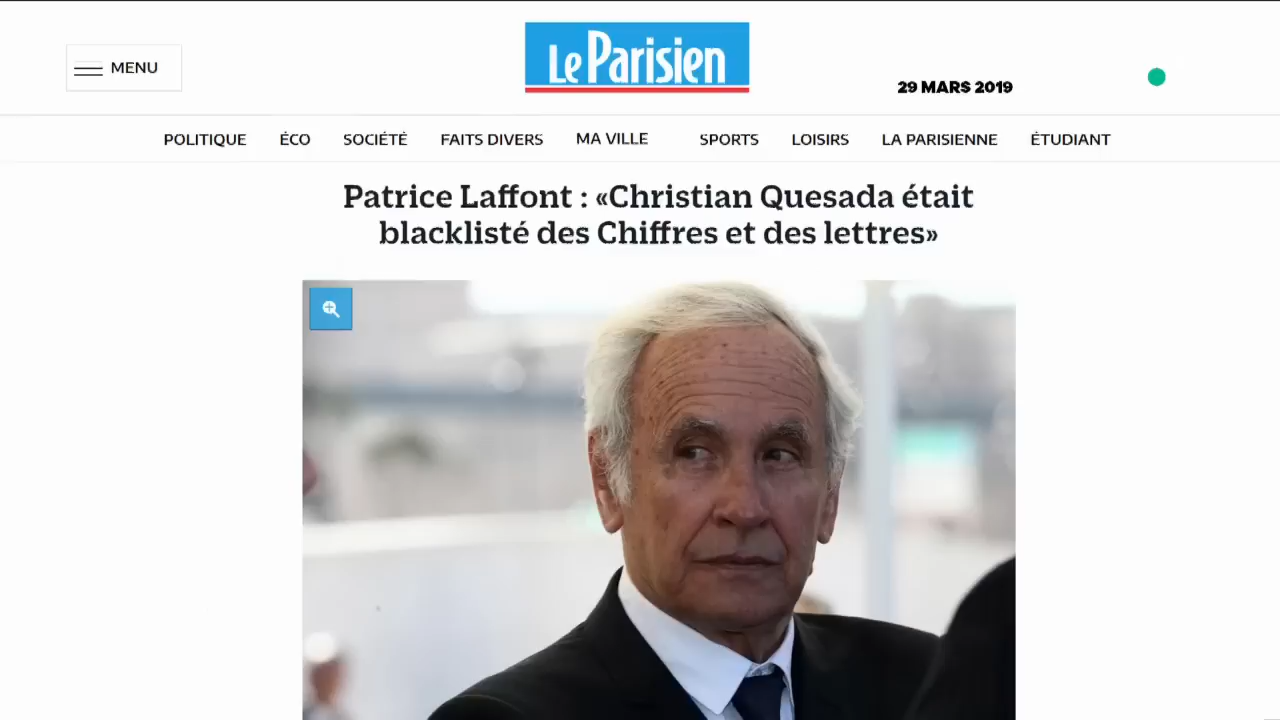 MENU
Le Parisien
29 MARS 2019
POLITIQUE ÉCO SOCIÉTÉ FAITS DIVERS MA VILLE SPORTS LOISIRS LA PARISIENNE ÉTUDIANT
Patrice Laffont : «Christian Quesada était
blacklisté des Chiffres et des lettres»